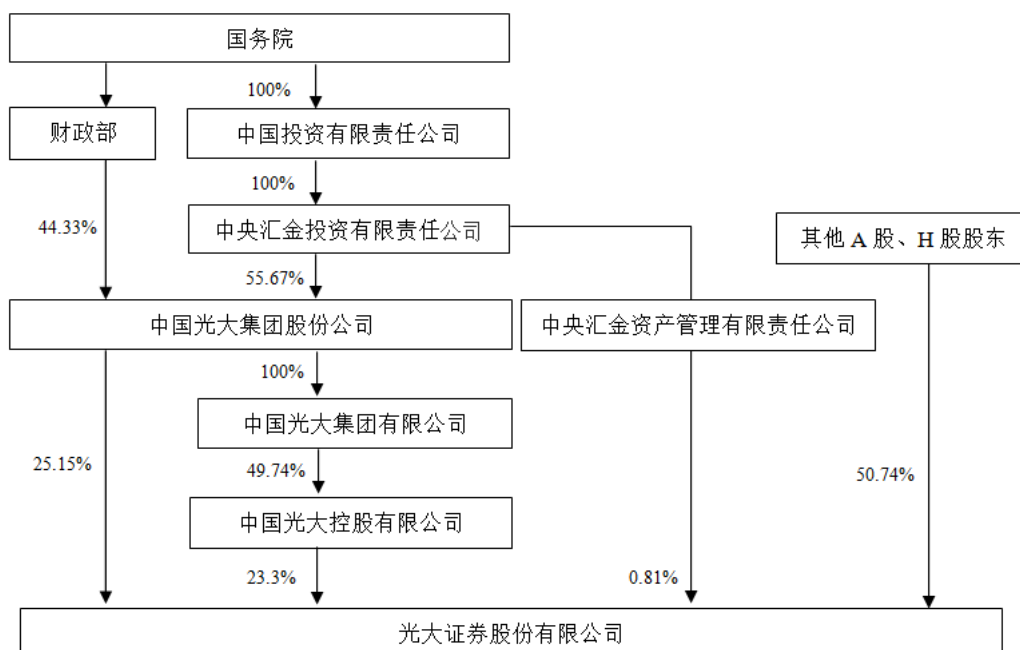 国务院
100%
财政部
中国投资有限责任公司
100%
44.33%
中央汇金投资有限责任公司
其他 A 股、H 股股东
55.67%
中国光大集团股份公司
中央汇金资产管理有限责任公司
100%
中国光大集团有限公司
25.15%
49.74%
50.74%
中国光大控股有限公司
23.3%
0.81%
光大证券股份有限公司